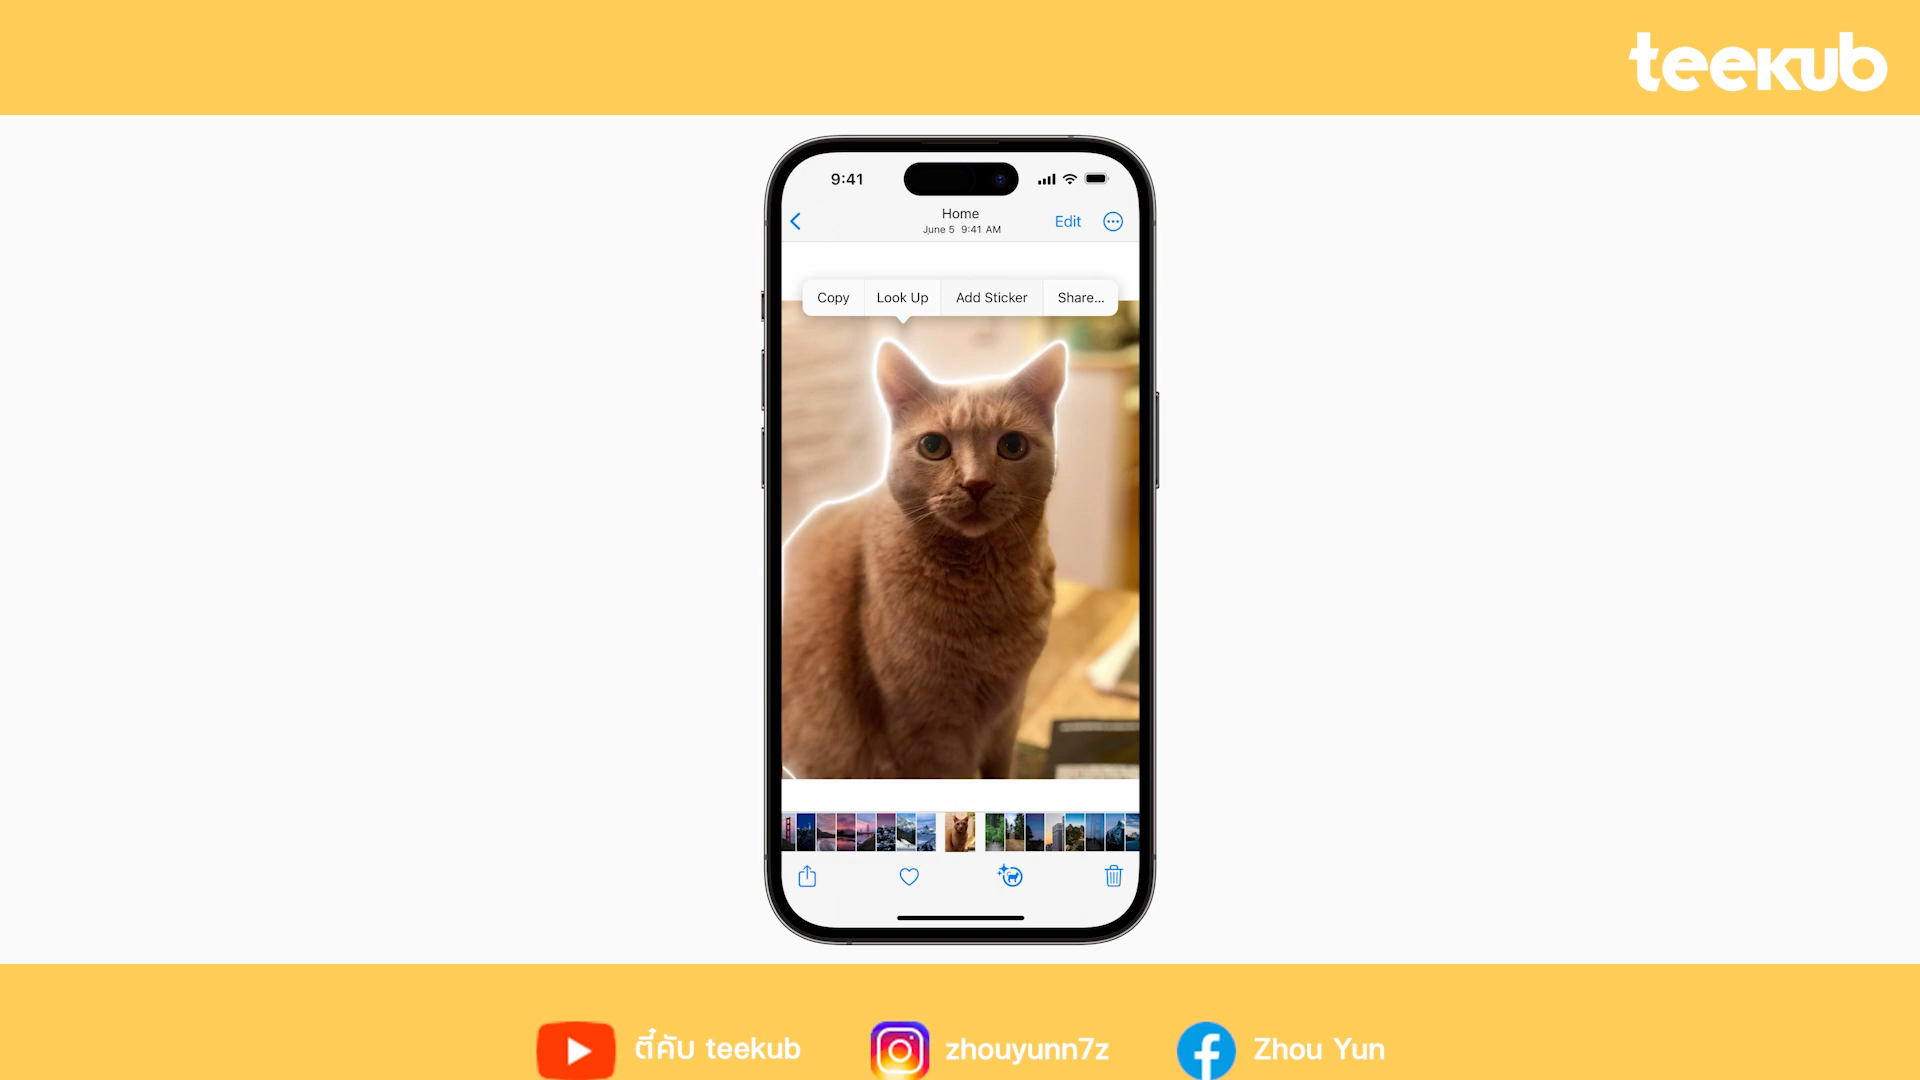 teekub
9:41
Home
June 5 9:41 AM
Edit
Copy
Look Up
Add Sticker
Share...
ตี๋คับ teekub
zhouyunn7z
Zhou Yun